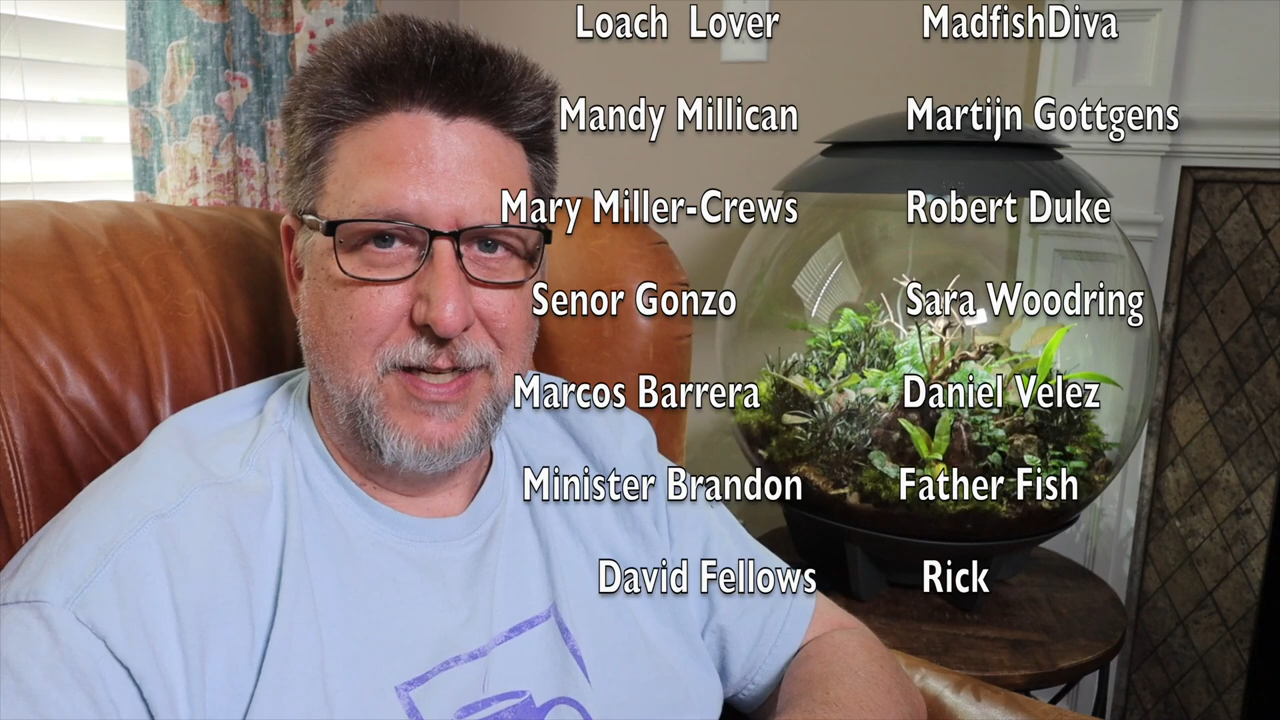 Loach Lover MadfishDiva
Mandy Millican Martijn Gottgens
Mary Miller-Crews Robert Duke
Senor Gonzo Sara Woodring
Marcos Barrera Daniel Velez
Minister Brandon Father Fish
David Fellows Rick